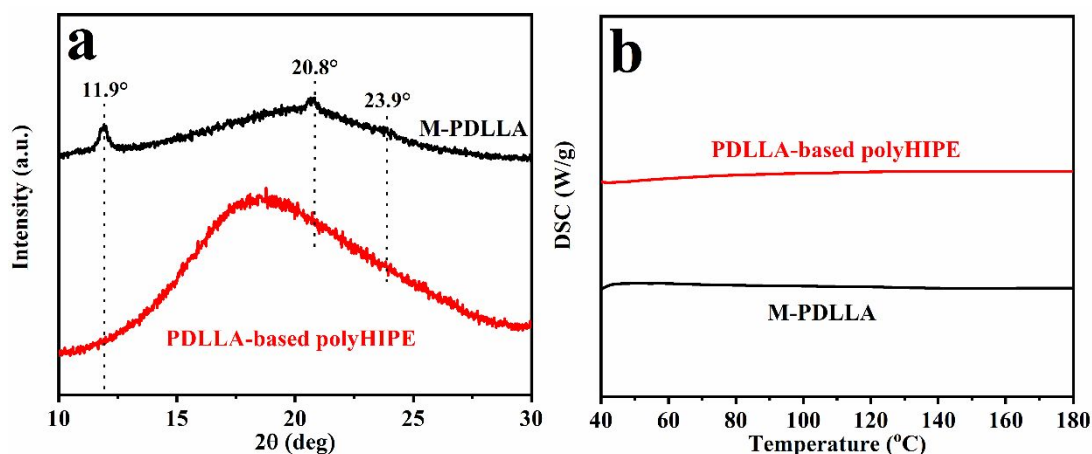 a
11.9°
20.8°
23.9°
M-PDLLA
PDLLA-based polyHIPE
Intensity (a.u.)
10 15 20 25 30
2θ (deg)
b
PDLLA-based polyHIPE
M-PDLLA
DSC (W/g)
40 60 80 100 120 140 160 180
Temperature (°C)